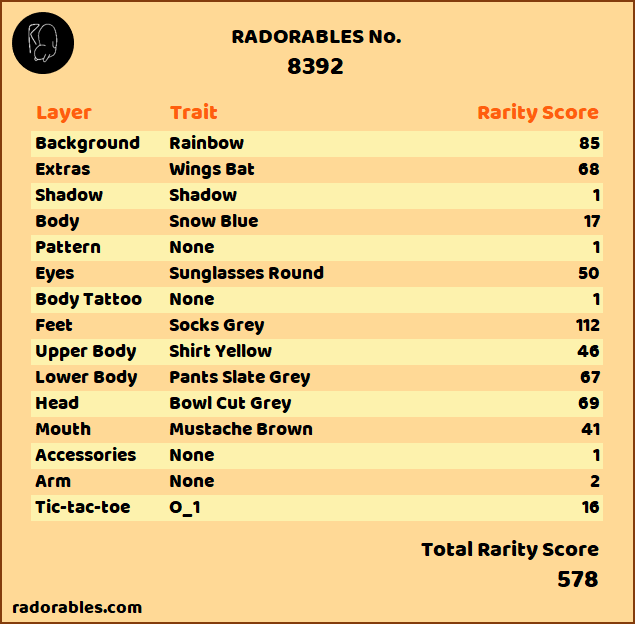 RADORABLES No.
8392
Layer Trait Rarity Score
Background Rainbow 85
Extras Wings Bat 68
Shadow Shadow 1
Body Snow Blue 17
Pattern None 1
Eyes Sunglasses Round 50
Body Tattoo None 1
Feet Socks Grey 112
Upper Body Shirt Yellow 46
Lower Body Pants Slate Grey 67
Head Bowl Cut Grey 69
Mouth Mustache Brown 41
Accessories None 1
Arm None 2
Tic-tac-toe O_1 16
Total Rarity Score
578
radorables.com